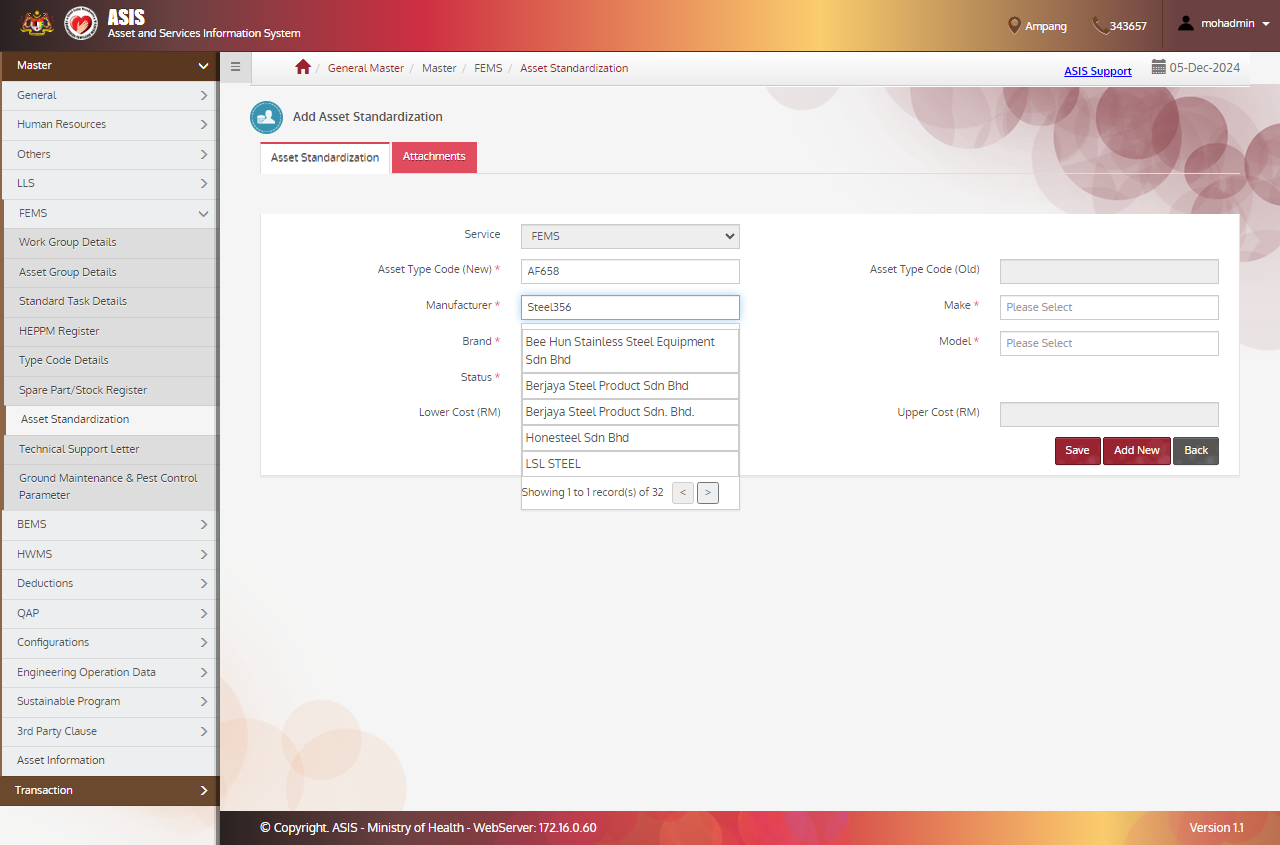 ASIS
Asset and Services Information System
Ampang
343657
mohadmin
Master
General
Human Resources
Others
LLS
FEMS
Work Group Details
Asset Group Details
Standard Task Details
HEPPM Register
Type Code Details
Spare Part/Stock Register
Asset Standardization
Technical Support Letter
Ground Maintenance & Pest Control
Parameter
BEMS
HWMS
Deductions
QAP
Configurations
Engineering Operation Data
Sustainable Program
3rd Party Clause
Asset Information
Transaction
General Master / Master / FEMS / Asset Standardization
ASIS Support
05-Dec-2024
Add Asset Standardization
Asset Standardization
Attachments
Service
FEMS
Asset Type Code (New) *
AF658
Asset Type Code (Old)
Manufacturer *
Steel356
Make *
Please Select
Brand *
Model *
Please Select
Status *
Lower Cost (RM)
Upper Cost (RM)
Bee Hun Stainless Steel Equipment
Sdn Bhd
Berjaya Steel Product Sdn Bhd
Berjaya Steel Product Sdn. Bhd.
Honesteel Sdn Bhd
LSL STEEL
Showing 1 to 1 record(s) of 32 < >
Save
Add New
Back
© Copyright. ASIS - Ministry of Health - WebServer: 172.16.0.60
Version 1.1